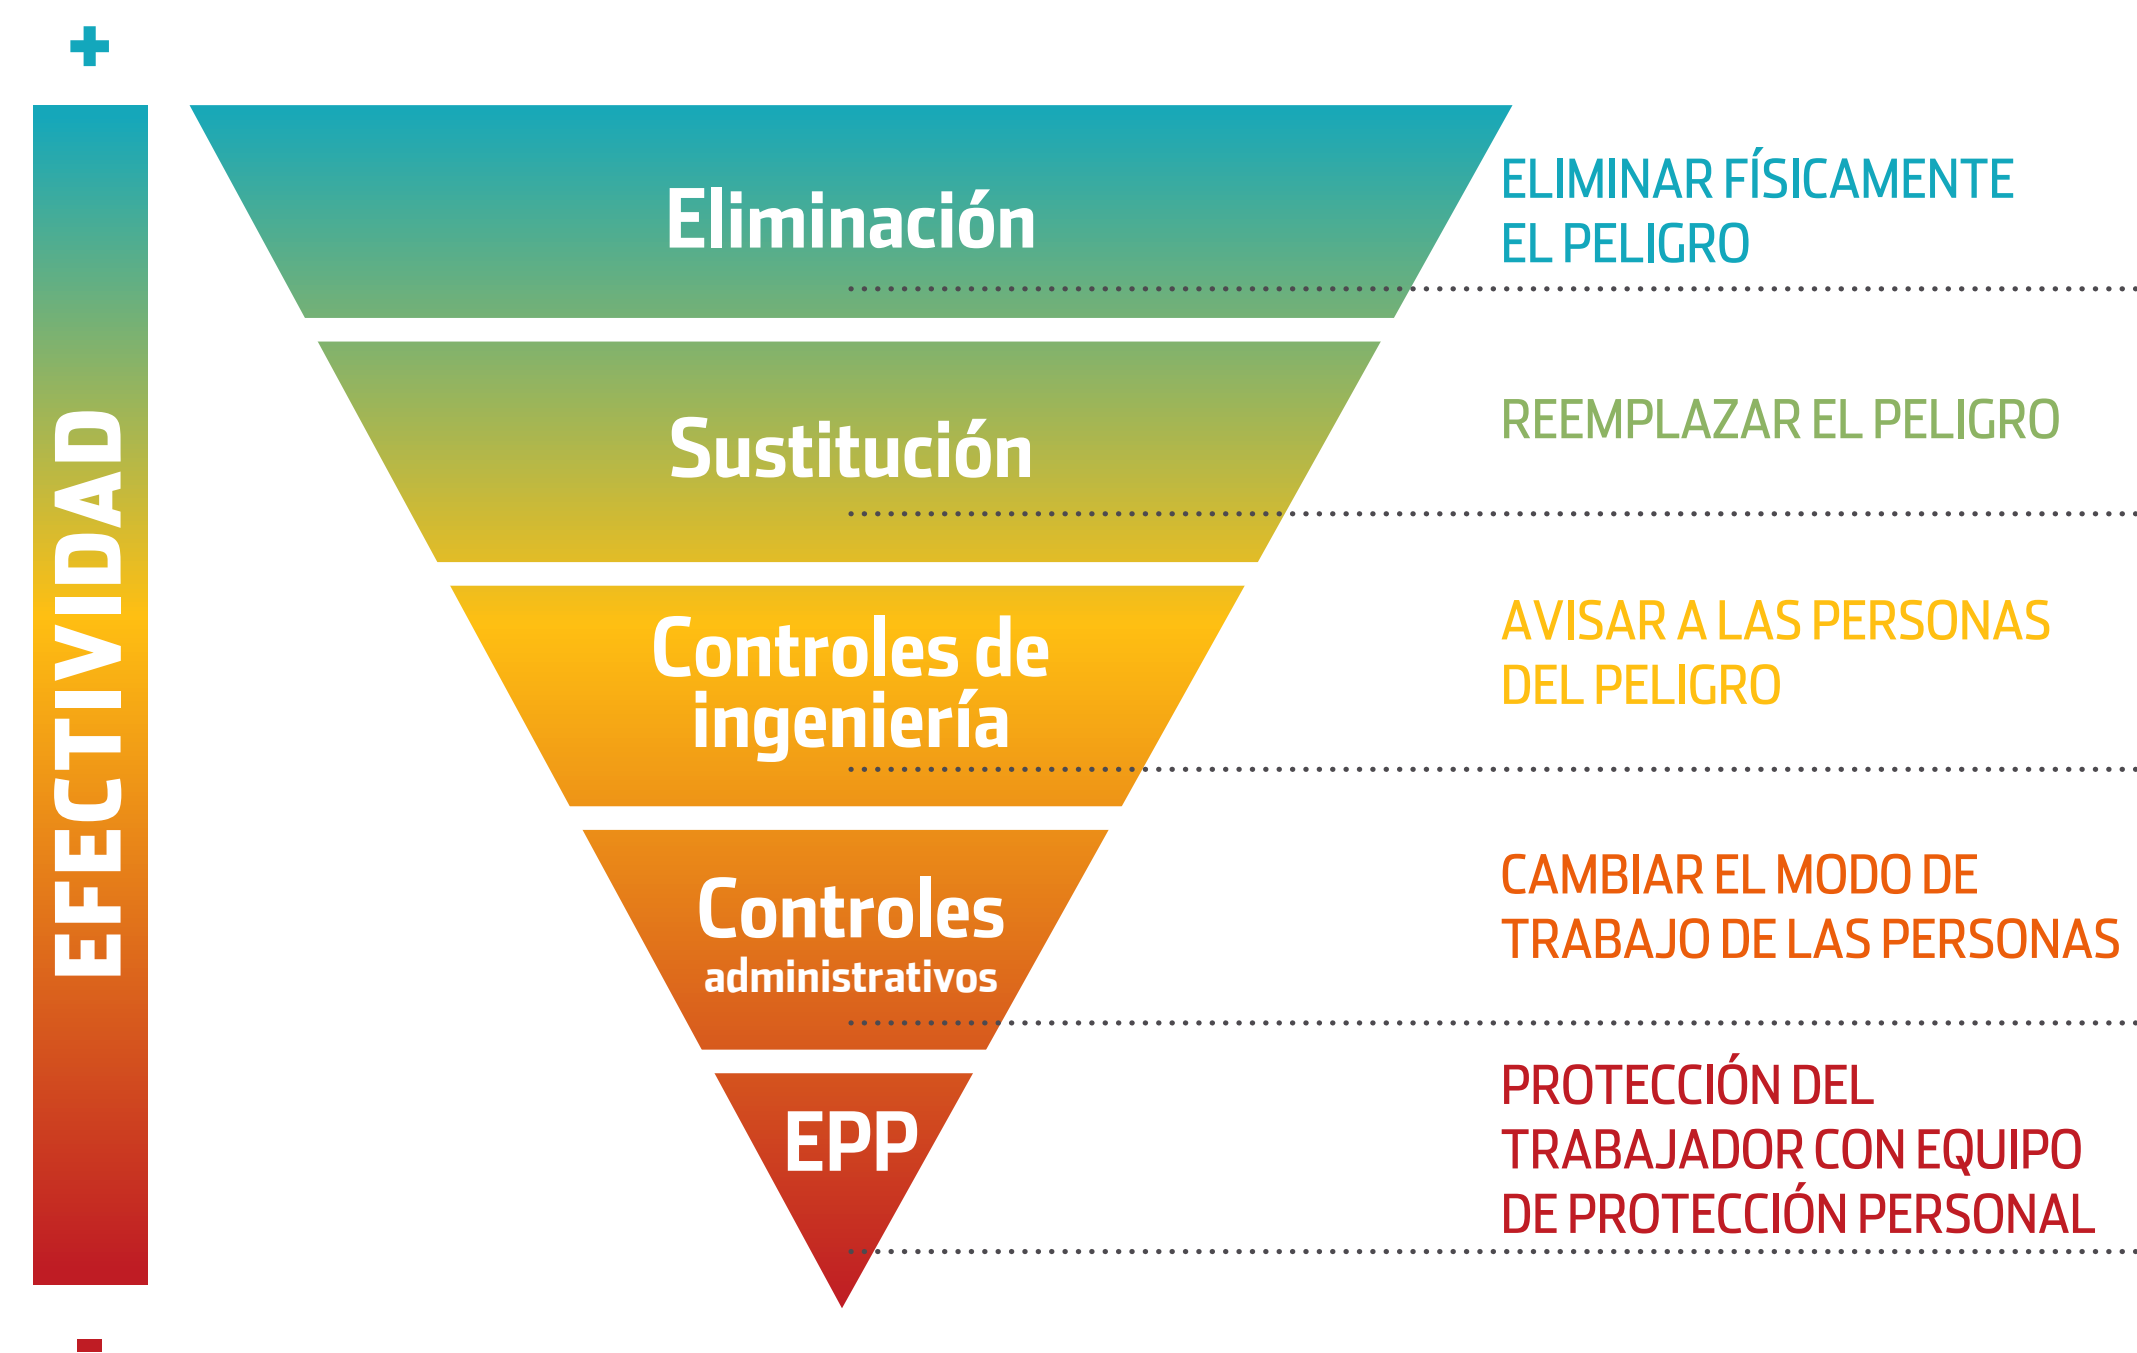 +
EFECTIVIDAD
-
Eliminación
ELIMINAR FÍSICAMENTE
EL PELIGRO
Sustitución
REEMPLAZAR EL PELIGRO
Controles de
ingeniería
AVISAR A LAS PERSONAS
DEL PELIGRO
Controles
administrativos
CAMBIAR EL MODO DE
TRABAJO DE LAS PERSONAS
EPP
PROTECCIÓN DEL
TRABAJADOR CON EQUIPO
DE PROTECCIÓN PERSONAL